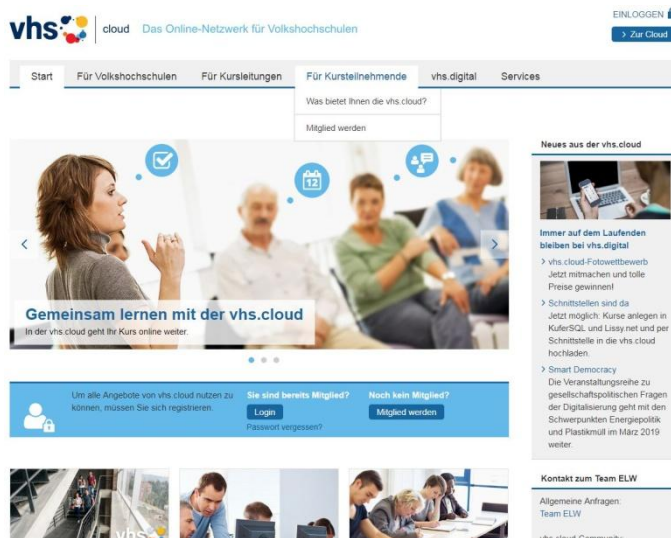 vhs
cloud
Das Online-Netzwerk für Volkshochschulen
EINLOGGEN
> Zur Cloud
Start
Für Volkshochschulen
Für Kursleitungen
Für Kursteilnehmende
vhs.digital
Services
Was bietet Ihnen die vhs.cloud?
Mitglied werden
12
Gemeinsam lernen mit der vhs.cloud
In der vhs.cloud geht Ihr Kurs online weiter.
Um alle Angebote von vhs.cloud nutzen zu
können, müssen Sie sich registrieren.
Sie sind bereits Mitglied?
Login
Passwort vergessen?
Noch kein Mitglied?
Mitglied werden
vhs
Neues aus der vhs.cloud
Immer auf dem Laufenden
bleiben bei vhs.digital
> vhs.cloud-Fotowettbewerb
Jetzt mitmachen und tolle
Preise gewinnen!
> Schnittstellen sind da
Jetzt möglich: Kurse anlegen in
KuferSQL und Lissy.net und per
Schnittstelle in die vhs.cloud
hochladen.
> Smart Democracy
Die Veranstaltungsreihe zu
gesellschaftspolitischen Fragen
der Digitalisierung geht mit den
Schwerpunkten Energiepolitik
und Plastikmüll im März 2019
weiter.
Kontakt zum Team ELW
Allgemeine Anfragen:
Team ELW
vhs.cloud-Community: